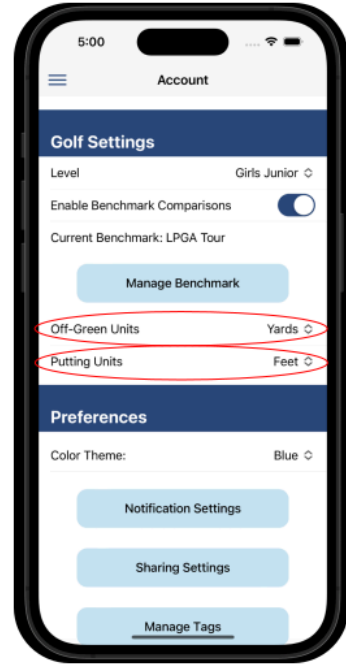 5:00
Account
Golf Settings
Level Girls Junior
Enable Benchmark Comparisons
Current Benchmark: LPGA Tour
Manage Benchmark
Off-Green Units Yards
Putting Units Feet
Preferences
Color Theme: Blue
Notification Settings
Sharing Settings
Manage Tags